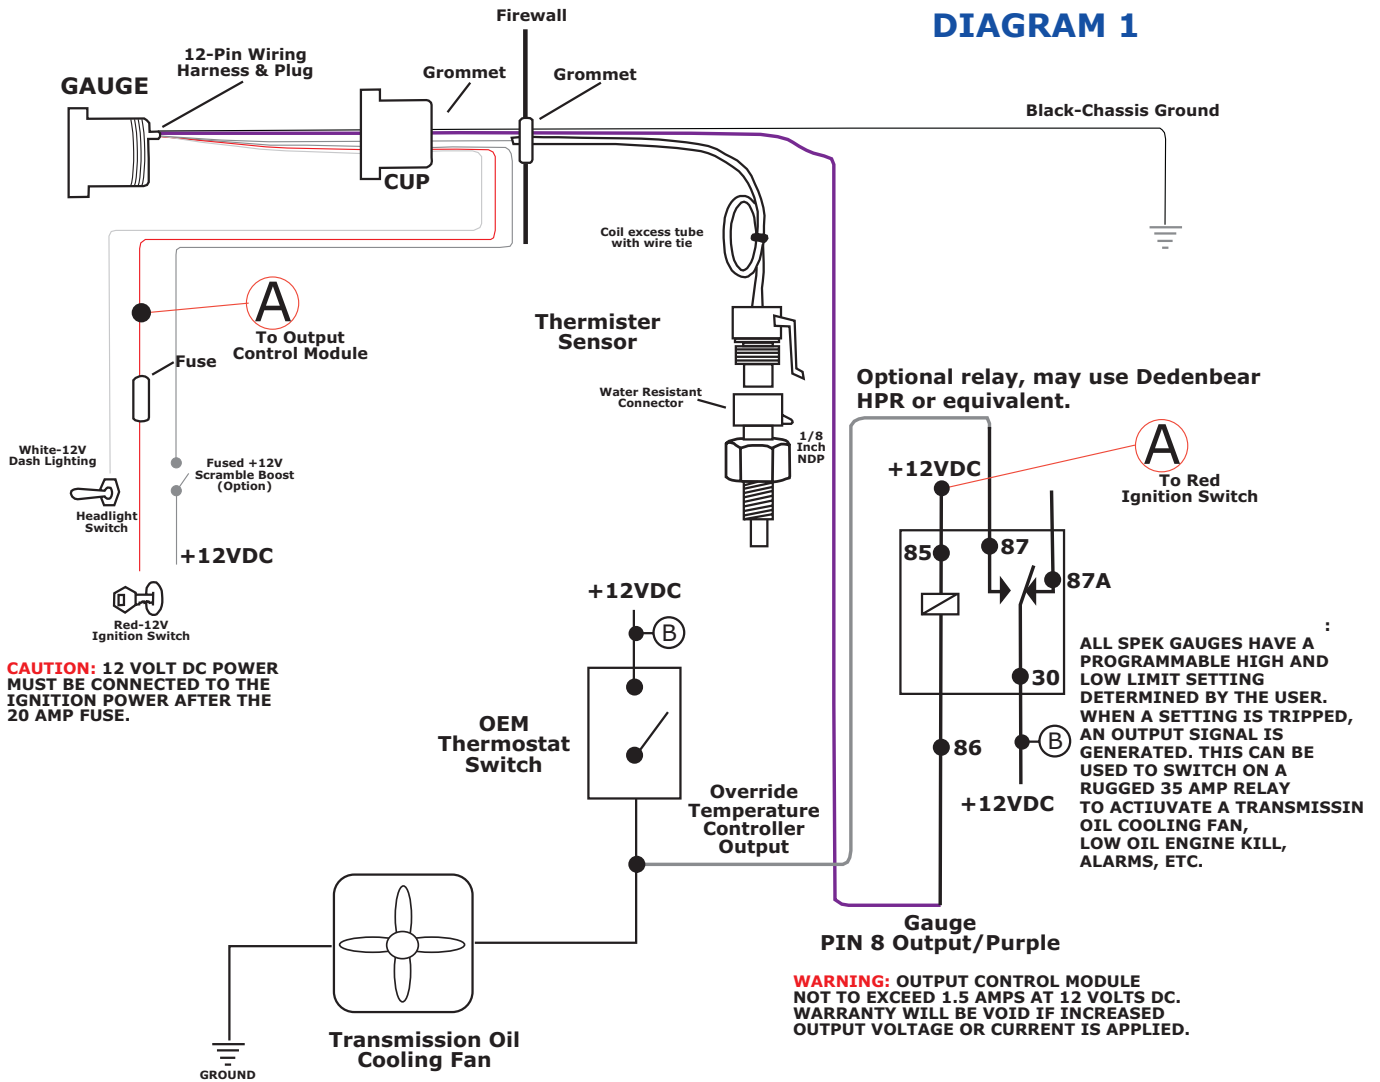 Firewall
DIAGRAM 1
12-Pin Wiring
Harness & Plug
GAUGE
Grommet
Grommet
Black-Chassis Ground
CUP
Coil excess tube
with wire tie
A
To Output
Control Module
Thermister
Sensor
Fuse
Optional relay, may use Dedenbear
HPR or equivalent.
Water Resistant
Connector
1/8
Inch
NDP
White-12V
Dash Lighting
Fused +12V
Scramble Boost
(Option)
+12VDC
A
To Red
Ignition Switch
Headlight
Switch
+12VDC
85
87
87A
+12VDC
Red-12V
Ignition Switch
B
:
ALL SPEK GAUGES HAVE A
PROGRAMMABLE HIGH AND
LOW LIMIT SETTING
DETERMINED BY THE USER.
WHEN A SETTING IS TRIPPED,
AN OUTPUT SIGNAL IS
GENERATED. THIS CAN BE
USED TO SWITCH ON A
RUGGED 35 AMP RELAY
TO ACTIUVATE A TRANSMISSIN
OIL COOLING FAN,
LOW OIL ENGINE KILL,
ALARMS, ETC.
CAUTION: 12 VOLT DC POWER
MUST BE CONNECTED TO THE
IGNITION POWER AFTER THE
20 AMP FUSE.
30
OEM
Thermostat
Switch
86
B
+12VDC
Override
Temperature
Controller
Output
Gauge
PIN 8 Output/Purple
WARNING: OUTPUT CONTROL MODULE
NOT TO EXCEED 1.5 AMPS AT 12 VOLTS DC.
WARRANTY WILL BE VOID IF INCREASED
OUTPUT VOLTAGE OR CURRENT IS APPLIED.
Transmission Oil
Cooling Fan
GROUND